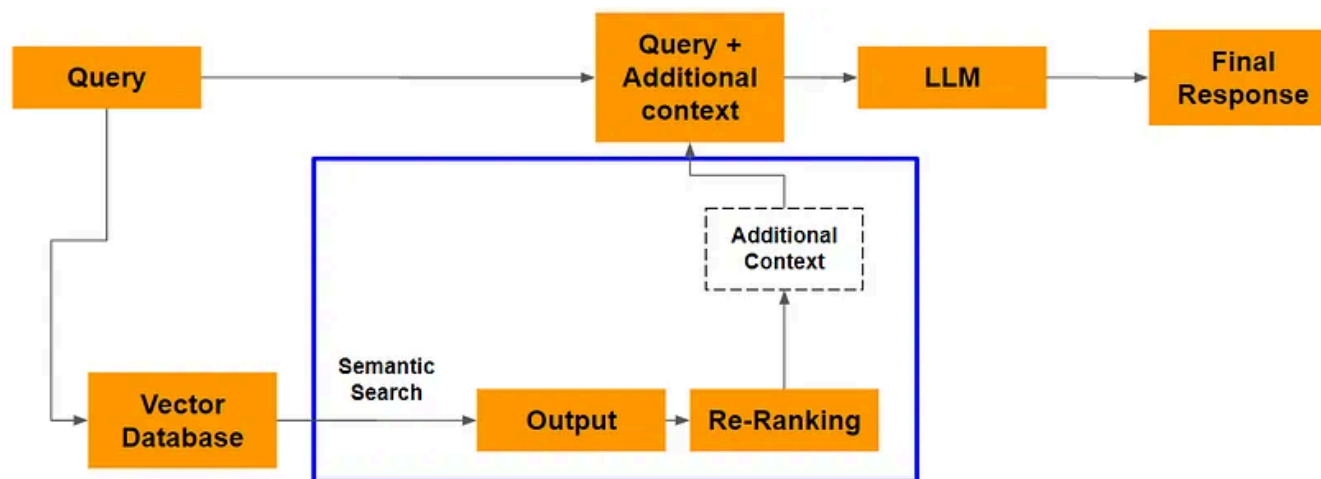 Query
Query +
Additional
context
LLM
Final
Response
Additional
Context
Semantic
Search
Vector
Database
Output
Re-Ranking